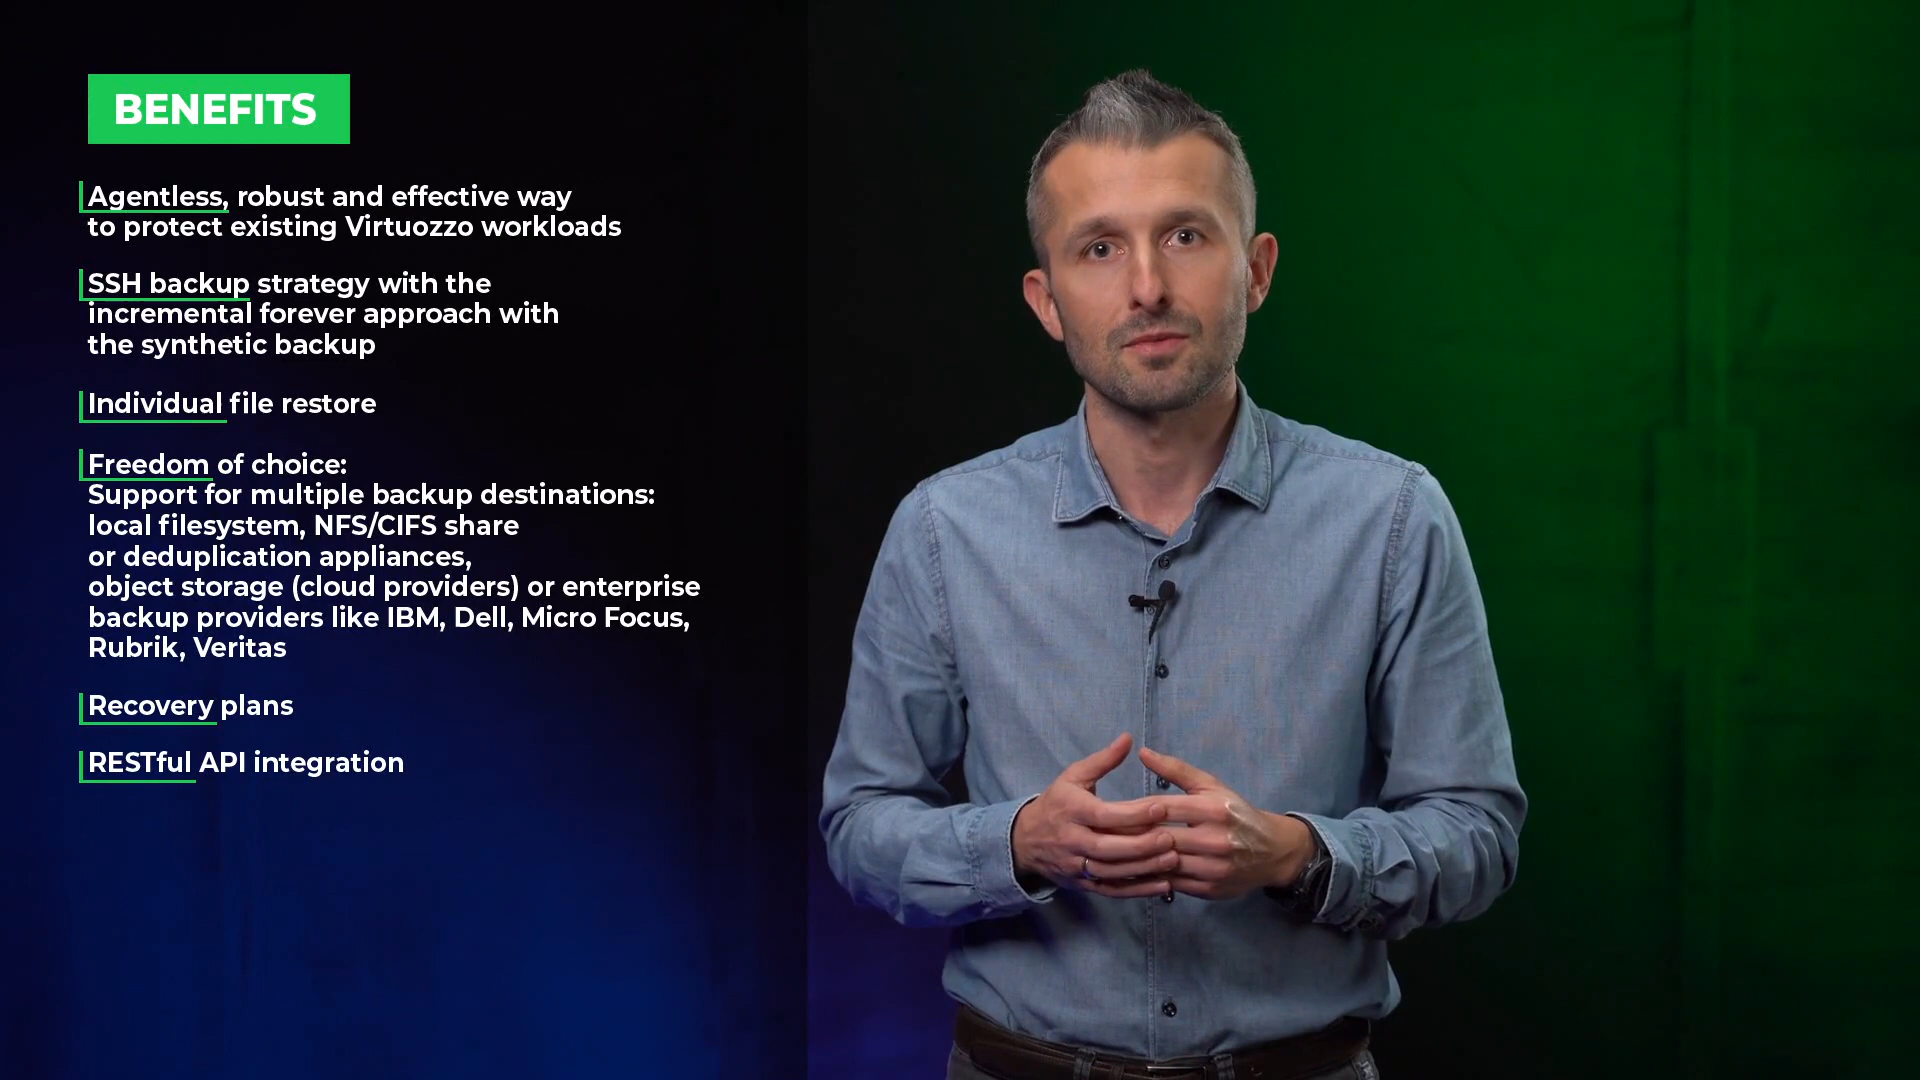 BENEFITS
Agentless, robust and effective way
to protect existing Virtuozzo workloads
SSH backup strategy with the
incremental forever approach with
the synthetic backup
Individual file restore
Freedom of choice:
Support for multiple backup destinations:
local filesystem, NFS/CIFS share
or deduplication appliances,
object storage (cloud providers) or enterprise
backup providers like IBM, Dell, Micro Focus,
Rubrik, Veritas
Recovery plans
RESTful API integration